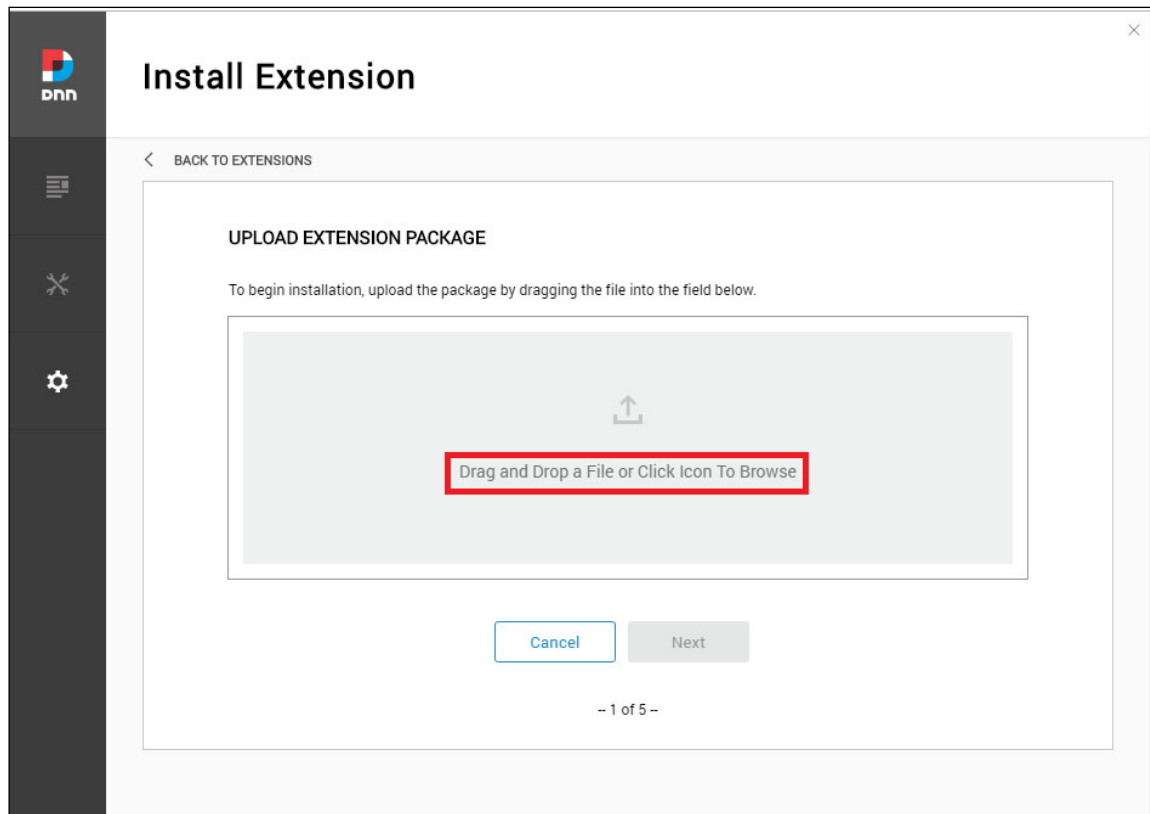 dnn
Install Extension
BACK TO EXTENSIONS
UPLOAD EXTENSION PACKAGE
To begin installation, upload the package by dragging the file into the field below.
Drag and Drop a File or Click Icon To Browse
Cancel Next
-- 1 of 5 --